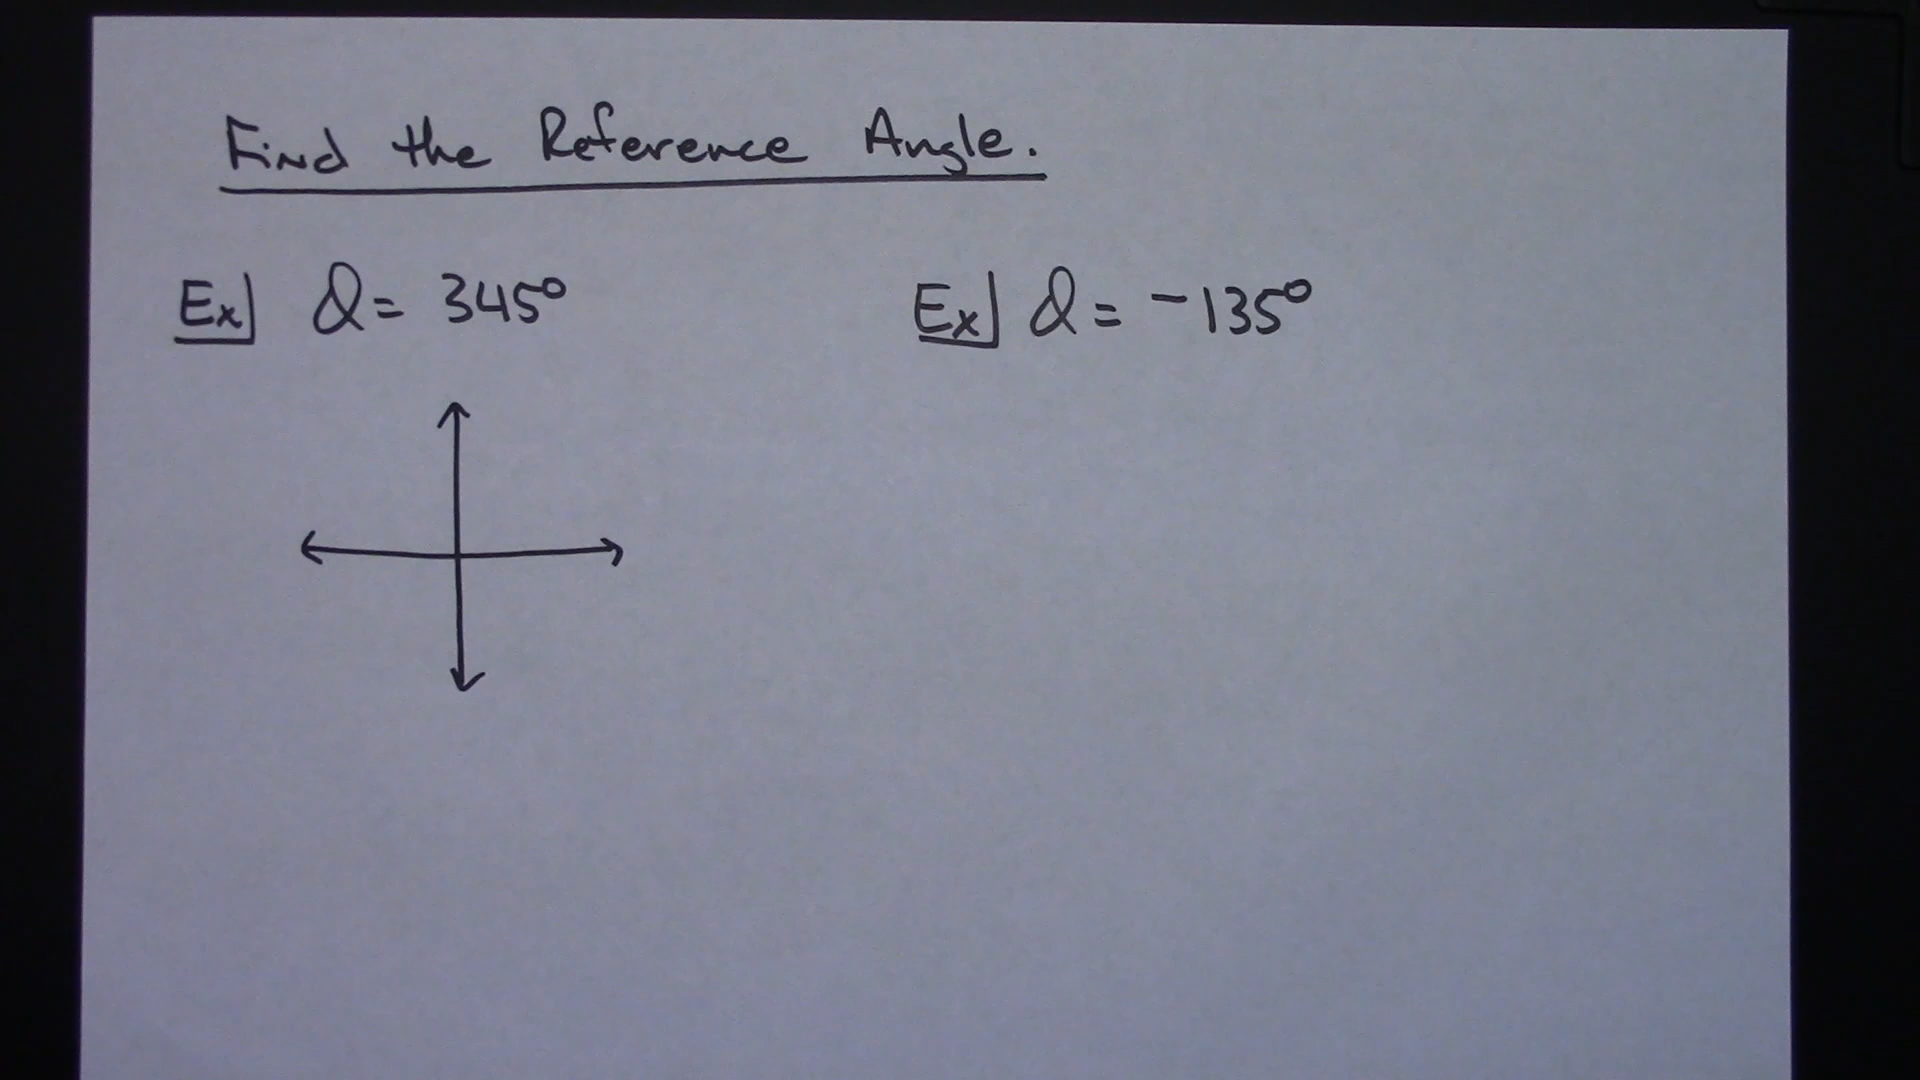 Find the Reference Angle.
Ex] θ = 345°
Ex] θ = -135°